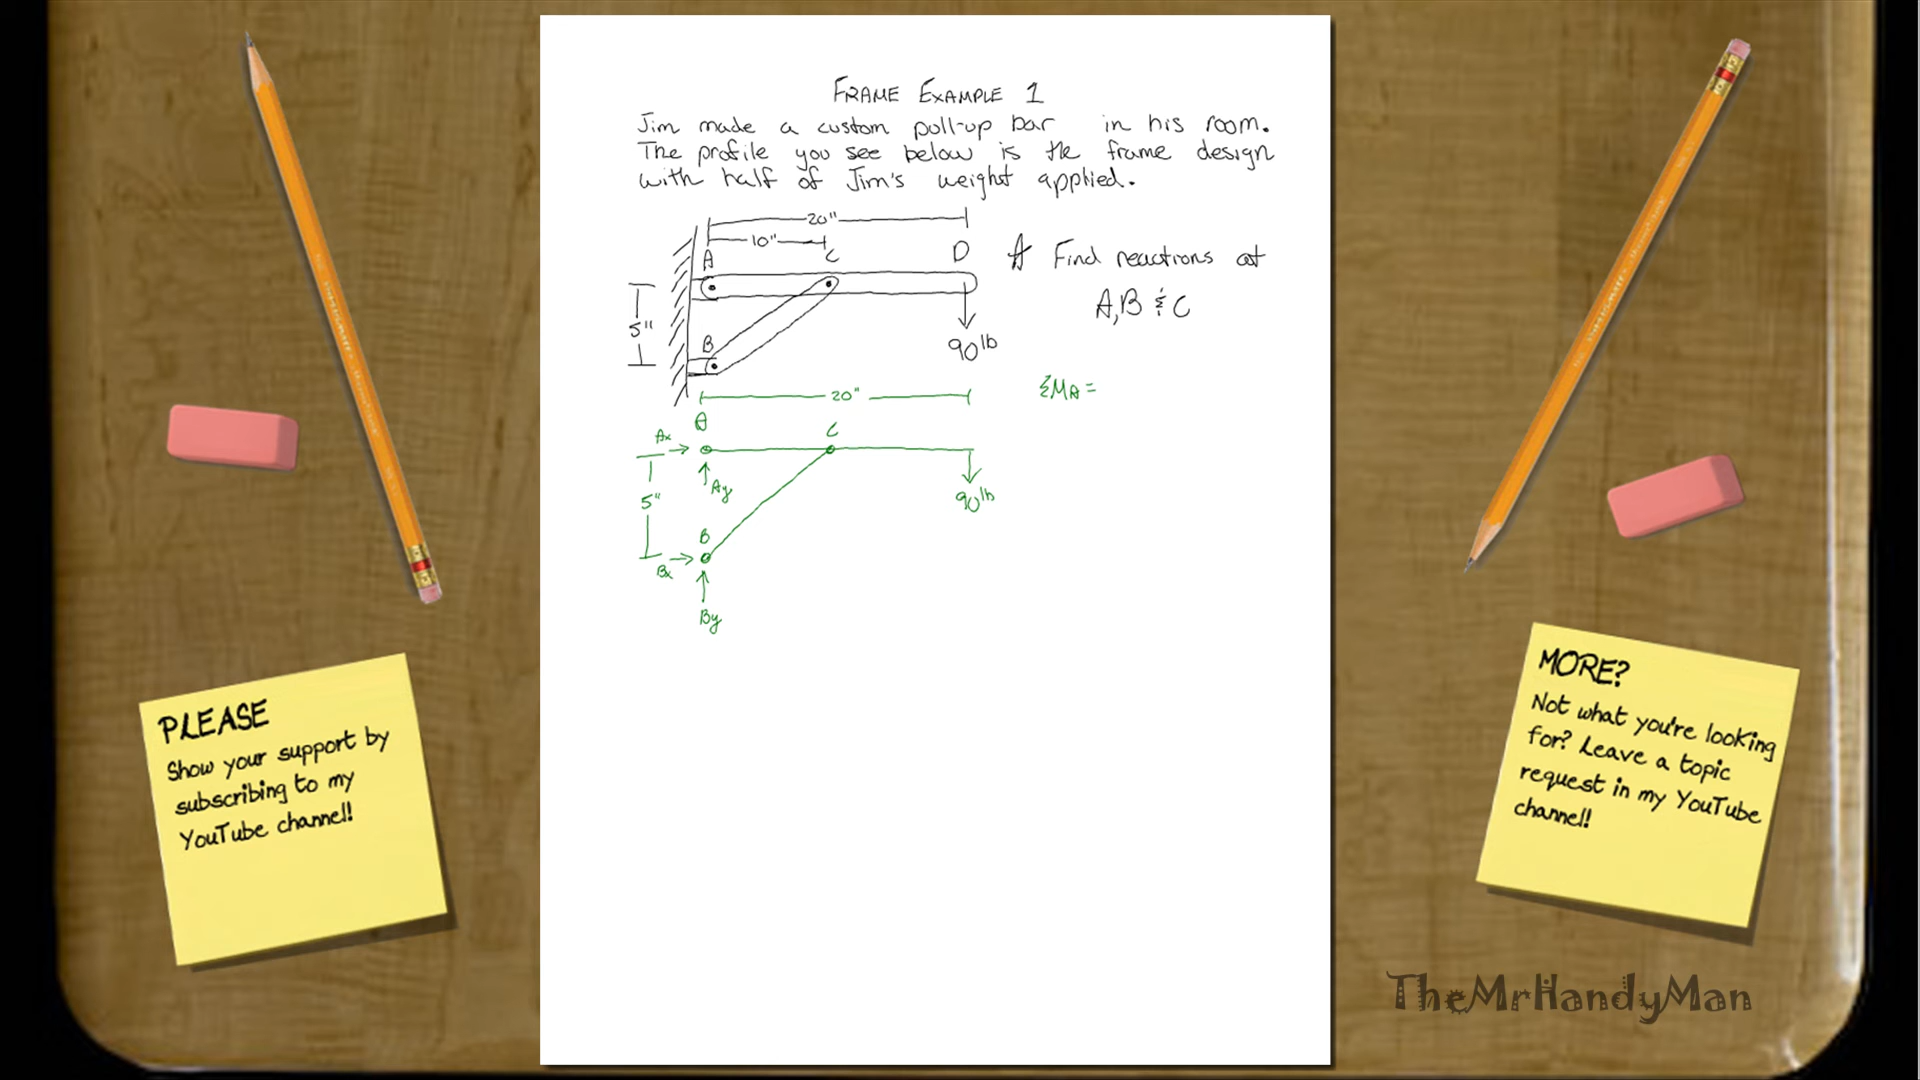 FRAME EXAMPLE 1
Jim made a custom pull-up bar in his room.
The profile you see below is the frame design
with half of Jim's weight applied.
20"
10"
A
C
D
Find reactions at
A, B & C
5"
B
90lb
20"
ΣMA =
A
C
Ax
Ay
5"
90lb
B
Bx
By
PLEASE
Show your support by
subscribing to my
YouTube channel!
MORE?
Not what you're looking
for? Leave a topic
request in my YouTube
channel!
TheMrHandyMan